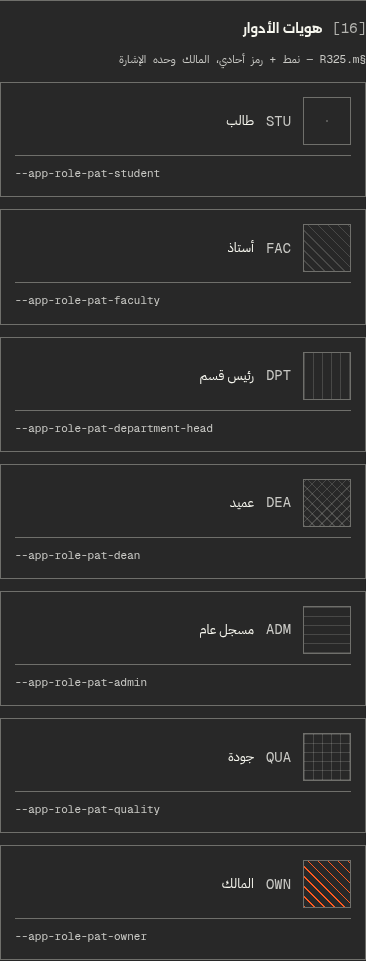 [16] هويات الأدوار
§R325.m — نمط + رمز أحادي، المالك وحده الإشارة
STU طالب
--app-role-pat-student
FAC أستاذ
--app-role-pat-faculty
DPT رئيس قسم
--app-role-pat-department-head
DEA عميد
--app-role-pat-dean
ADM مسجل عام
--app-role-pat-admin
QUA جودة
--app-role-pat-quality
OWN المالك
--app-role-pat-owner